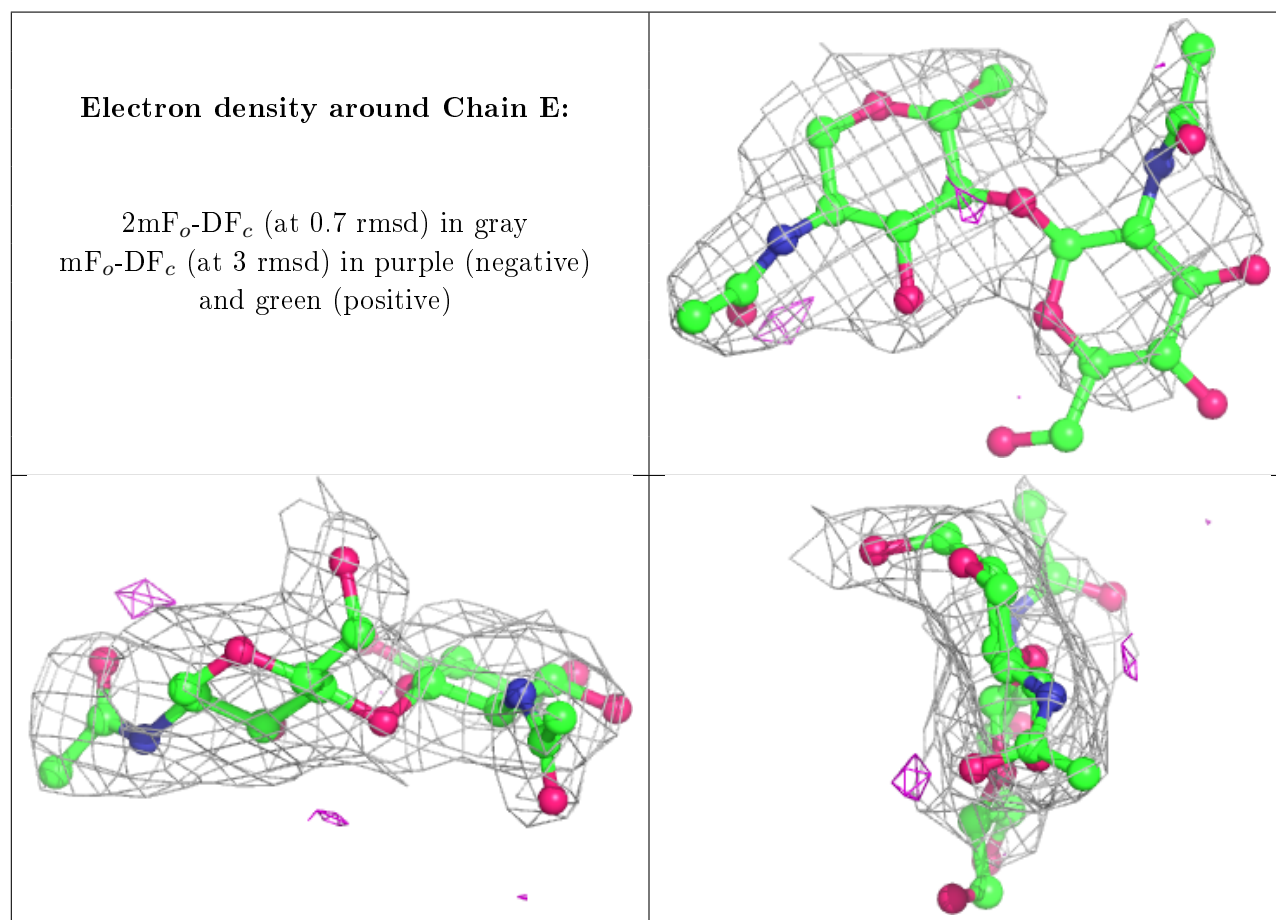 Electron density around Chain E:
2mFₒ-DF𝒸 (at 0.7 rmsd) in gray
mFₒ-DF𝒸 (at 3 rmsd) in purple (negative)
and green (positive)